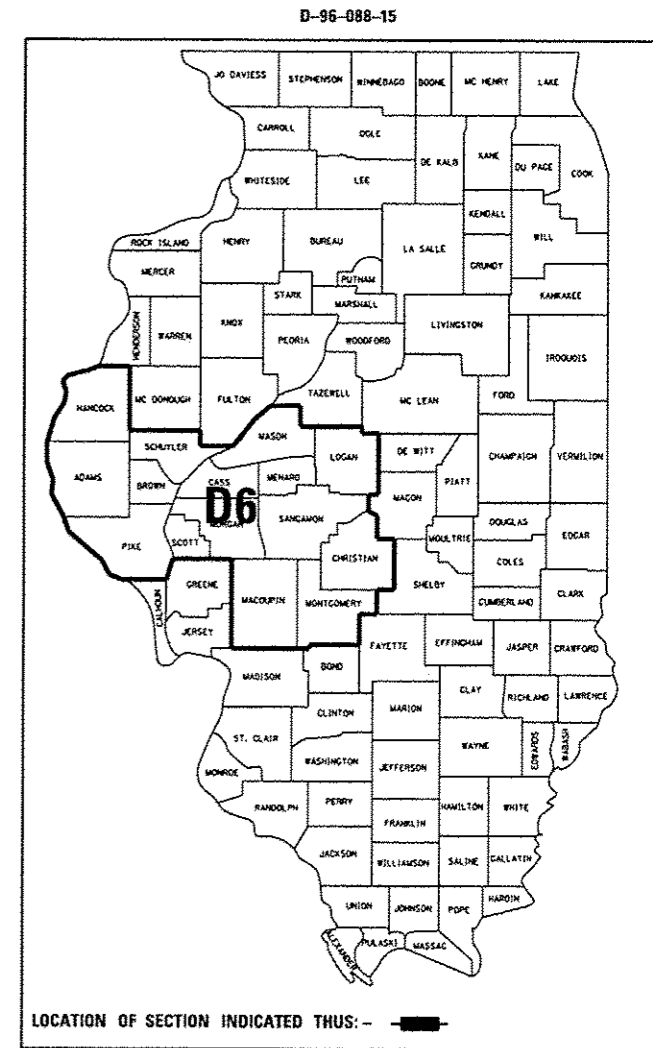 D-96-088-15
JO DAVIESS STEPHENSON WINNEBAGO BOONE MC HENRY LAKE
CARROLL OGLE DE KALB KANE DU PAGE COOK
WHITESIDE LEE
KENDALL WILL
ROCK ISLAND HENRY BUREAU LA SALLE GRUNDY
MERCER PUTNAM KANKAKEE
STARK MARSHALL
HENDERSON WARREN KNOX PEORIA WOODFORD LIVINGSTON IROQUOIS
HANCOCK MC DONOUGH FULTON TAZEWELL MC LEAN FORD
MASON
SCHUYLER LOGAN DE WITT CHAMPAIGN VERMILION
ADAMS BROWN CASS MENARD PIATT
D6
MORGAN SANGAMON MACON DOUGLAS
PIKE SCOTT CHRISTIAN MOULTRIE COLES EDGAR
GREENE SHELBY CUMBERLAND CLARK
CALHOUN MACOUPIN MONTGOMERY
JERSEY FAYETTE EFFINGHAM JASPER CRAWFORD
MADISON BOND
CLAY RICHLAND LAWRENCE
CLINTON MARION
ST. CLAIR WAYNE EDWARDS WABASH
WASHINGTON JEFFERSON
MONROE
RANDOLPH PERRY HAMILTON WHITE
FRANKLIN
JACKSON WILLIAMSON SALINE GALLATIN
UNION JOHNSON POPE HARDIN
ALEXANDER PULASKI MASSAC
LOCATION OF SECTION INDICATED THUS: -